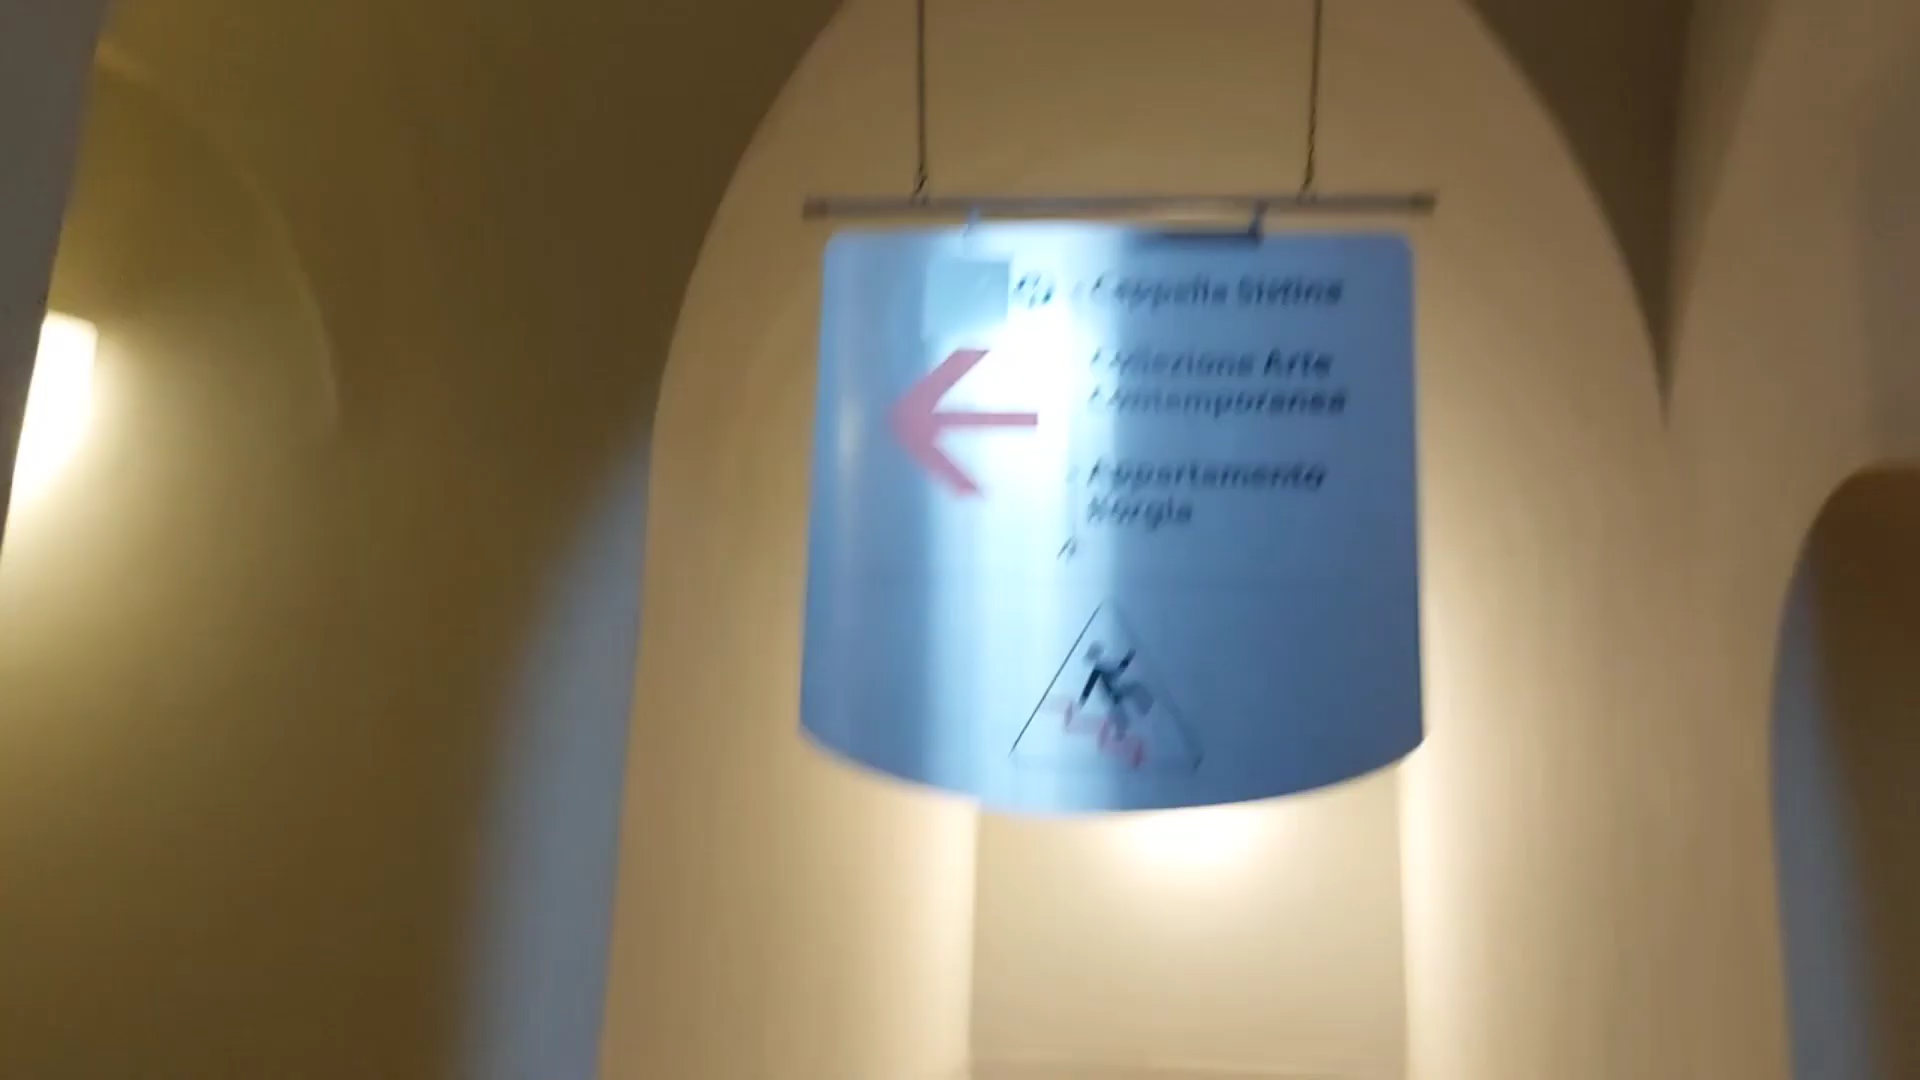 Cappella Sistina
Collezione Arte
Contemporanea
Appartamento
Borgia